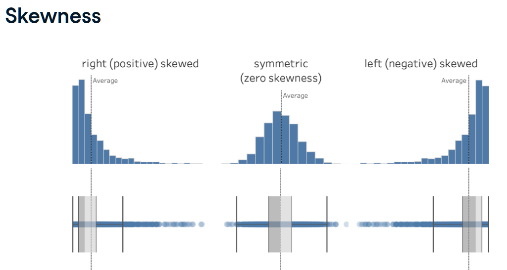 Skewness
right (positive) skewed
symmetric
(zero skewness)
left (negative) skewed
Average
Average
Average